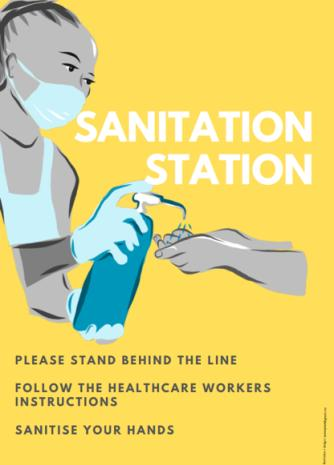 SANITATION
STATION
PLEASE STAND BEHIND THE LINE
FOLLOW THE HEALTHCARE WORKERS
INSTRUCTIONS
SANITISE YOUR HANDS